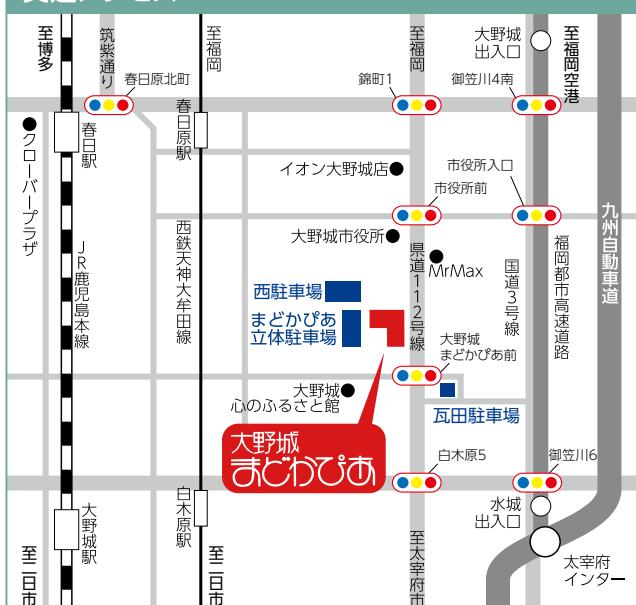 至博多
筑紫通り
至福岡
至福岡
大野城
出入口
至福岡空港
春日原北町
錦町1
御笠川4南
春日駅
春日原駅
クローバープラザ
イオン大野城店
市役所入口
市役所前
九州自動車道
大野城市役所
西鉄天神大牟田線
JR鹿児島本線
県道112号線
MrMax
国道3号線
福岡都市高速道路
西駐車場
まどかぴあ
立体駐車場
大野城
まどかぴあ前
大野城
心のふるさと館
瓦田駐車場
大野城
まどかぴあ
白木原5
御笠川6
白木原駅
大野城駅
水城
出入口
至二日市
至二日市
至太宰府市
太宰府
インター